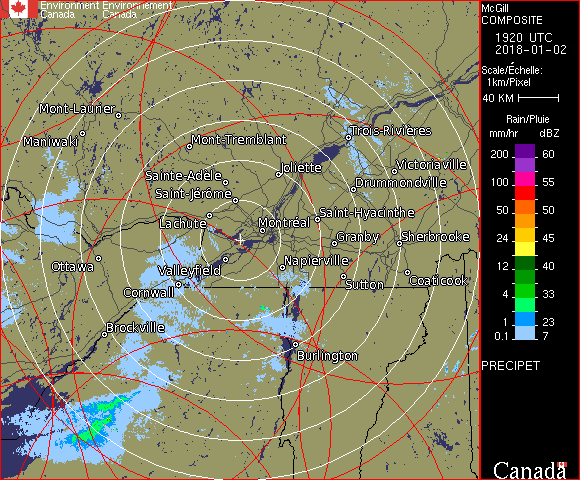 Environment Environnement
Canada Canada
McGill
COMPOSITE
1920 UTC
2018-01-02
Scale/Échelle:
1km/Pixel
40 KM
Rain/Pluie
mm/hr dBZ
200 60
100 55
50 50
24 45
12 40
4 33
1 23
0.1 7
PRECIPET
Canada
Mont-Laurier
Maniwaki
Mont-Tremblant
Trois-Rivières
Joliette
Victoriaville
Sainte-Adèle
Drummondville
Saint-Jérôme
Lachute
Saint-Hyacinthe
Montréal
Granby
Sherbrooke
Ottawa
Valleyfield
Napierville
Cornwall
Sutton
Coaticook
Brockville
Burlington